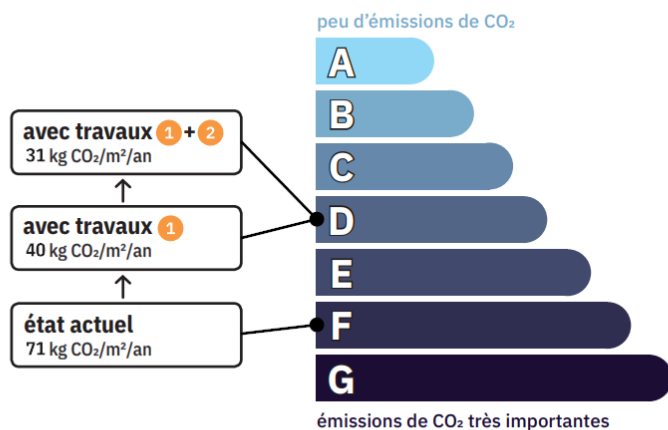 peu d'émissions de CO₂
A
B
C
D
E
F
G
émissions de CO₂ très importantes
avec travaux 1 + 2
31 kg CO₂/m²/an
avec travaux 1
40 kg CO₂/m²/an
état actuel
71 kg CO₂/m²/an